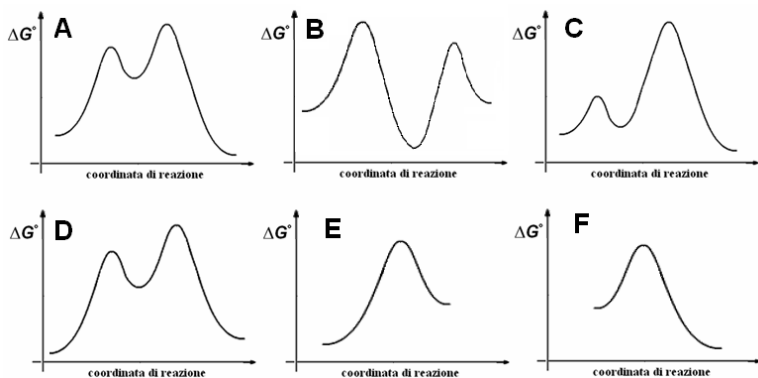 A
ΔG°
coordinata di reazione
B
ΔG°
coordinata di reazione
C
ΔG°
coordinata di reazione
D
ΔG°
coordinata di reazione
E
ΔG°
coordinata di reazione
F
ΔG°
coordinata di reazione